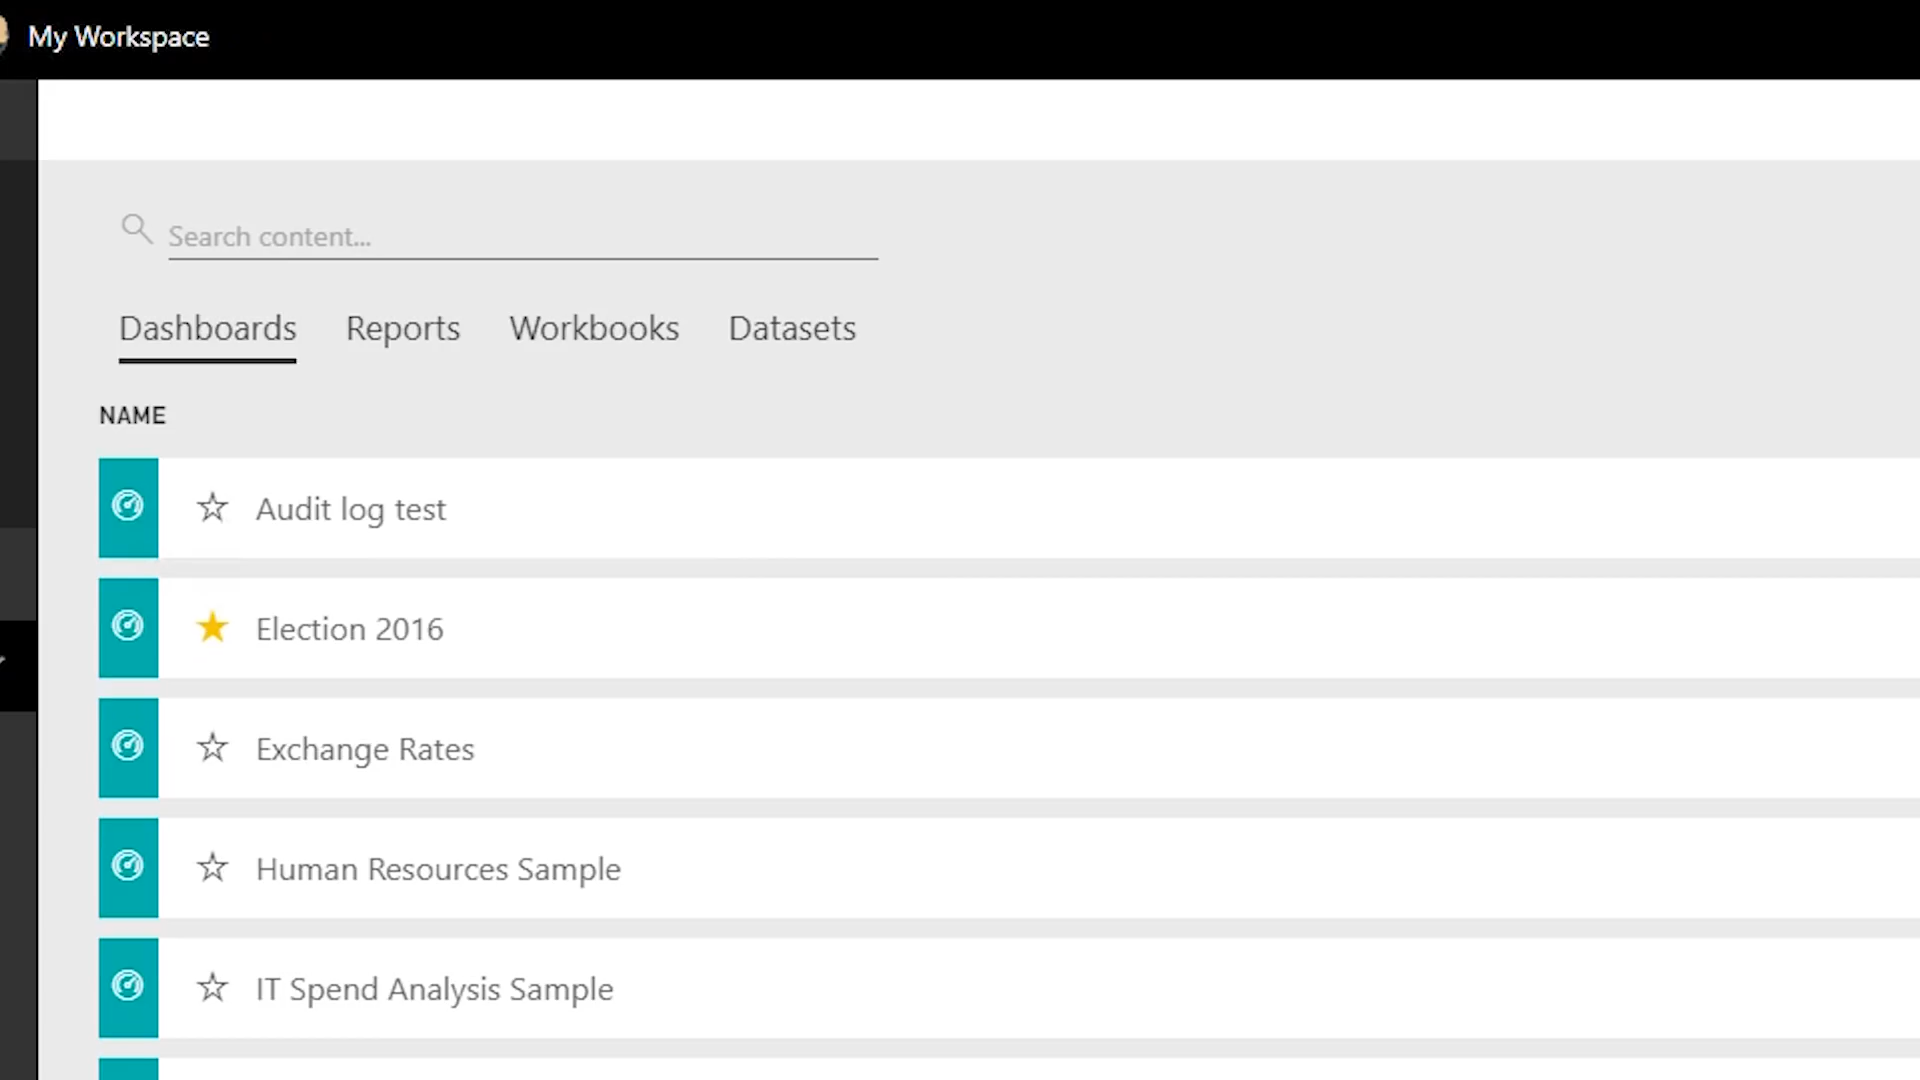 My Workspace
Search content...
Dashboards Reports Workbooks Datasets
NAME
Audit log test
Election 2016
Exchange Rates
Human Resources Sample
IT Spend Analysis Sample